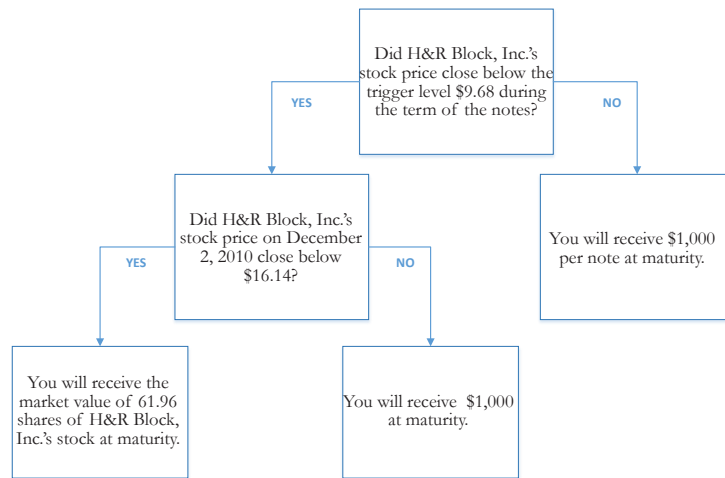 Did H&R Block, Inc.'s
stock price close below the
trigger level $9.68 during
the term of the notes?
YES
NO
Did H&R Block, Inc.'s
stock price on December
2, 2010 close below
$16.14?
You will receive $1,000
per note at maturity.
YES
NO
You will receive the
market value of 61.96
shares of H&R Block,
Inc.'s stock at maturity.
You will receive $1,000
at maturity.